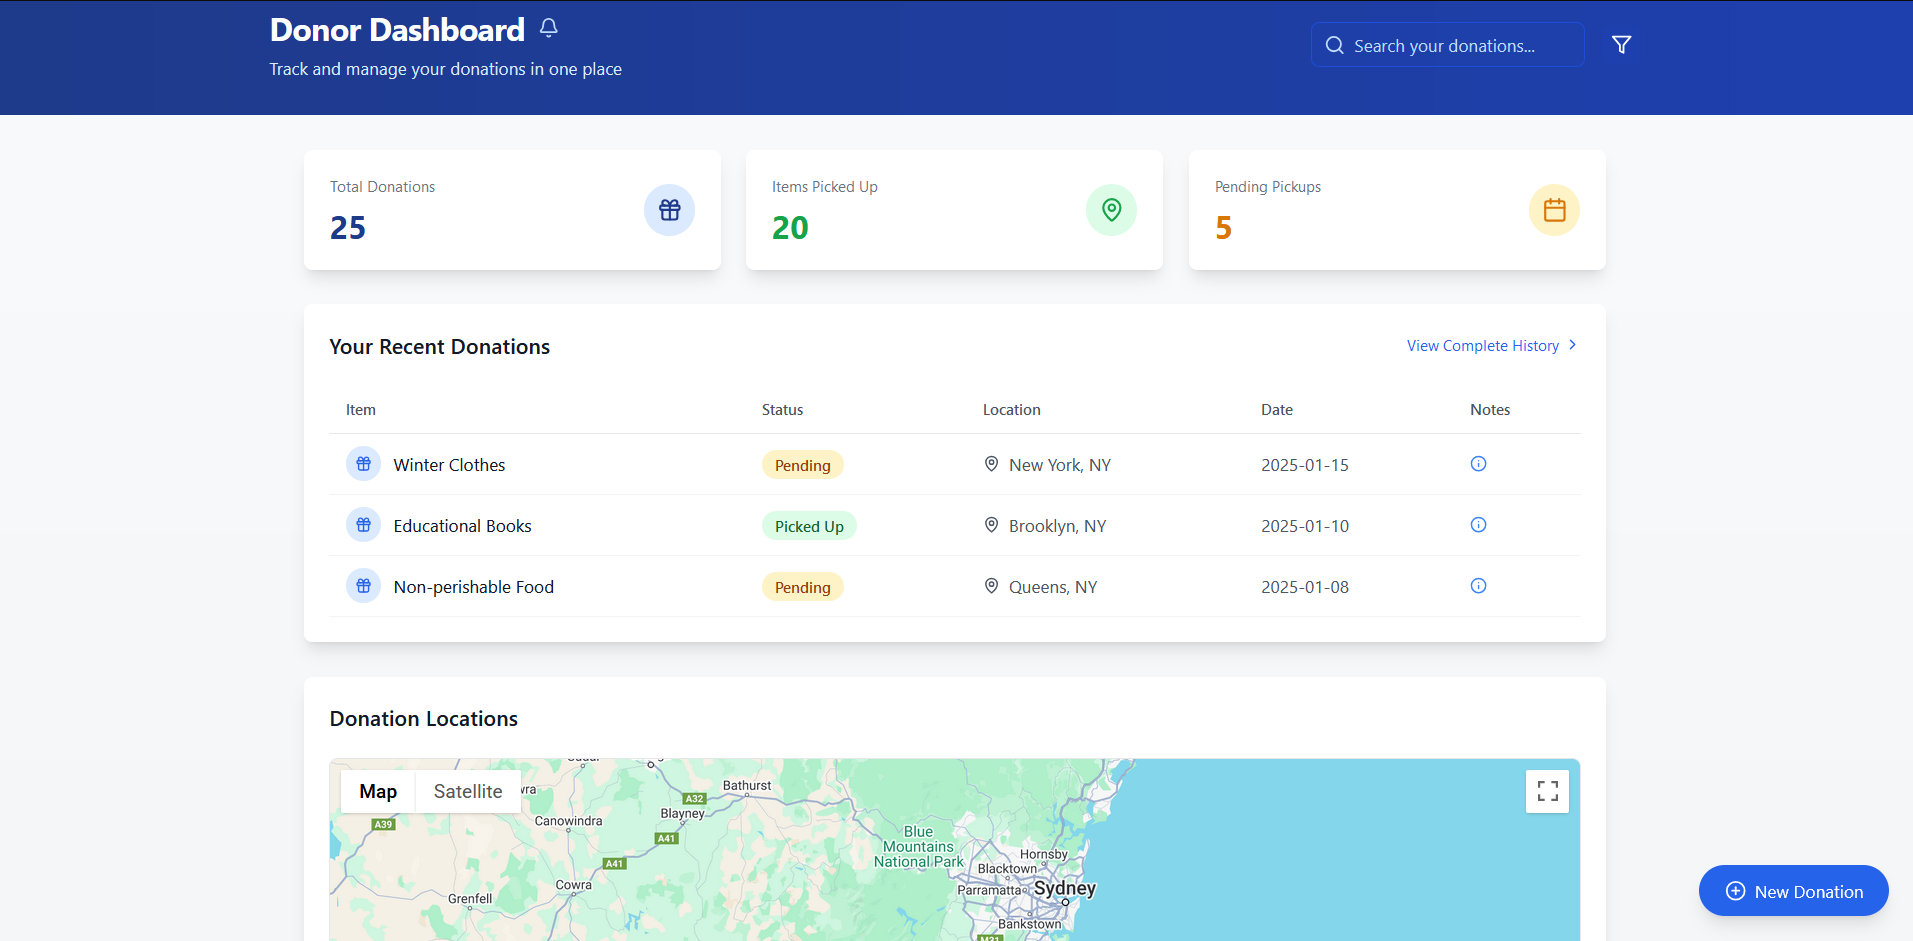 Donor Dashboard
Track and manage your donations in one place
Search your donations...
Total Donations
25
Items Picked Up
20
Pending Pickups
5
Your Recent Donations
View Complete History
Item Status Location Date Notes
Winter Clothes Pending New York, NY 2025-01-15
Educational Books Picked Up Brooklyn, NY 2025-01-10
Non-perishable Food Pending Queens, NY 2025-01-08
Donation Locations
Map Satellite
Bathurst
A32
Blayney
Canowindra
A39
A41
A41
Blue
Mountains
National Park
Hornsby
Blacktown
Cowra
Parramatta
Sydney
Grenfell
Bankstown
New Donation